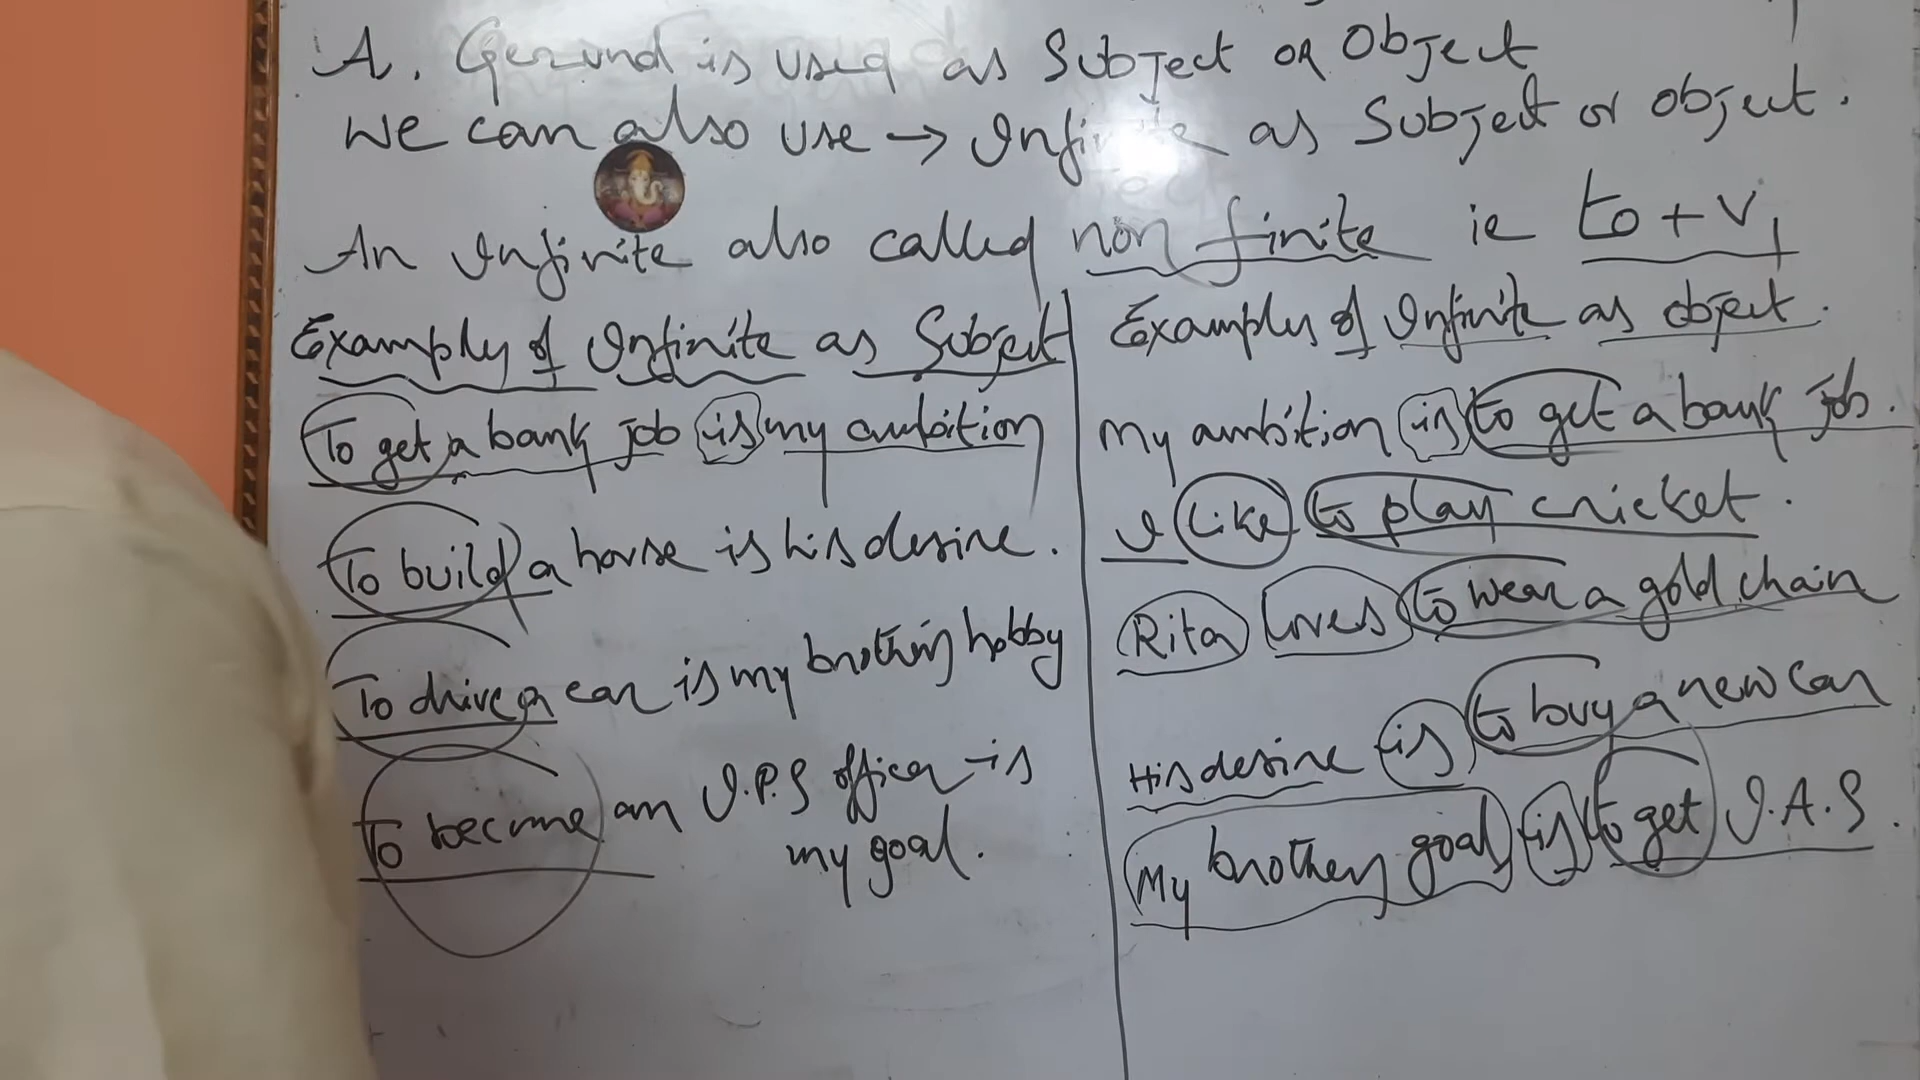 A. Gerund is used as Subject OR Object
We can also use → Infinite as Subject or object.
An Infinite also called non finite ie to + V1
Examples of Infinite as Subject
To get a bank job is my ambition
To build a house is his desire.
To drive a car is my brothers hobby
To become an I.P.S officer is
my goal.
Examples of Infinite as object.
My ambition is to get a bank job.
I like to play cricket.
Rita loves to wear a gold chain
His desire is to buy a new car
My brothers goal is to get I.A.S.